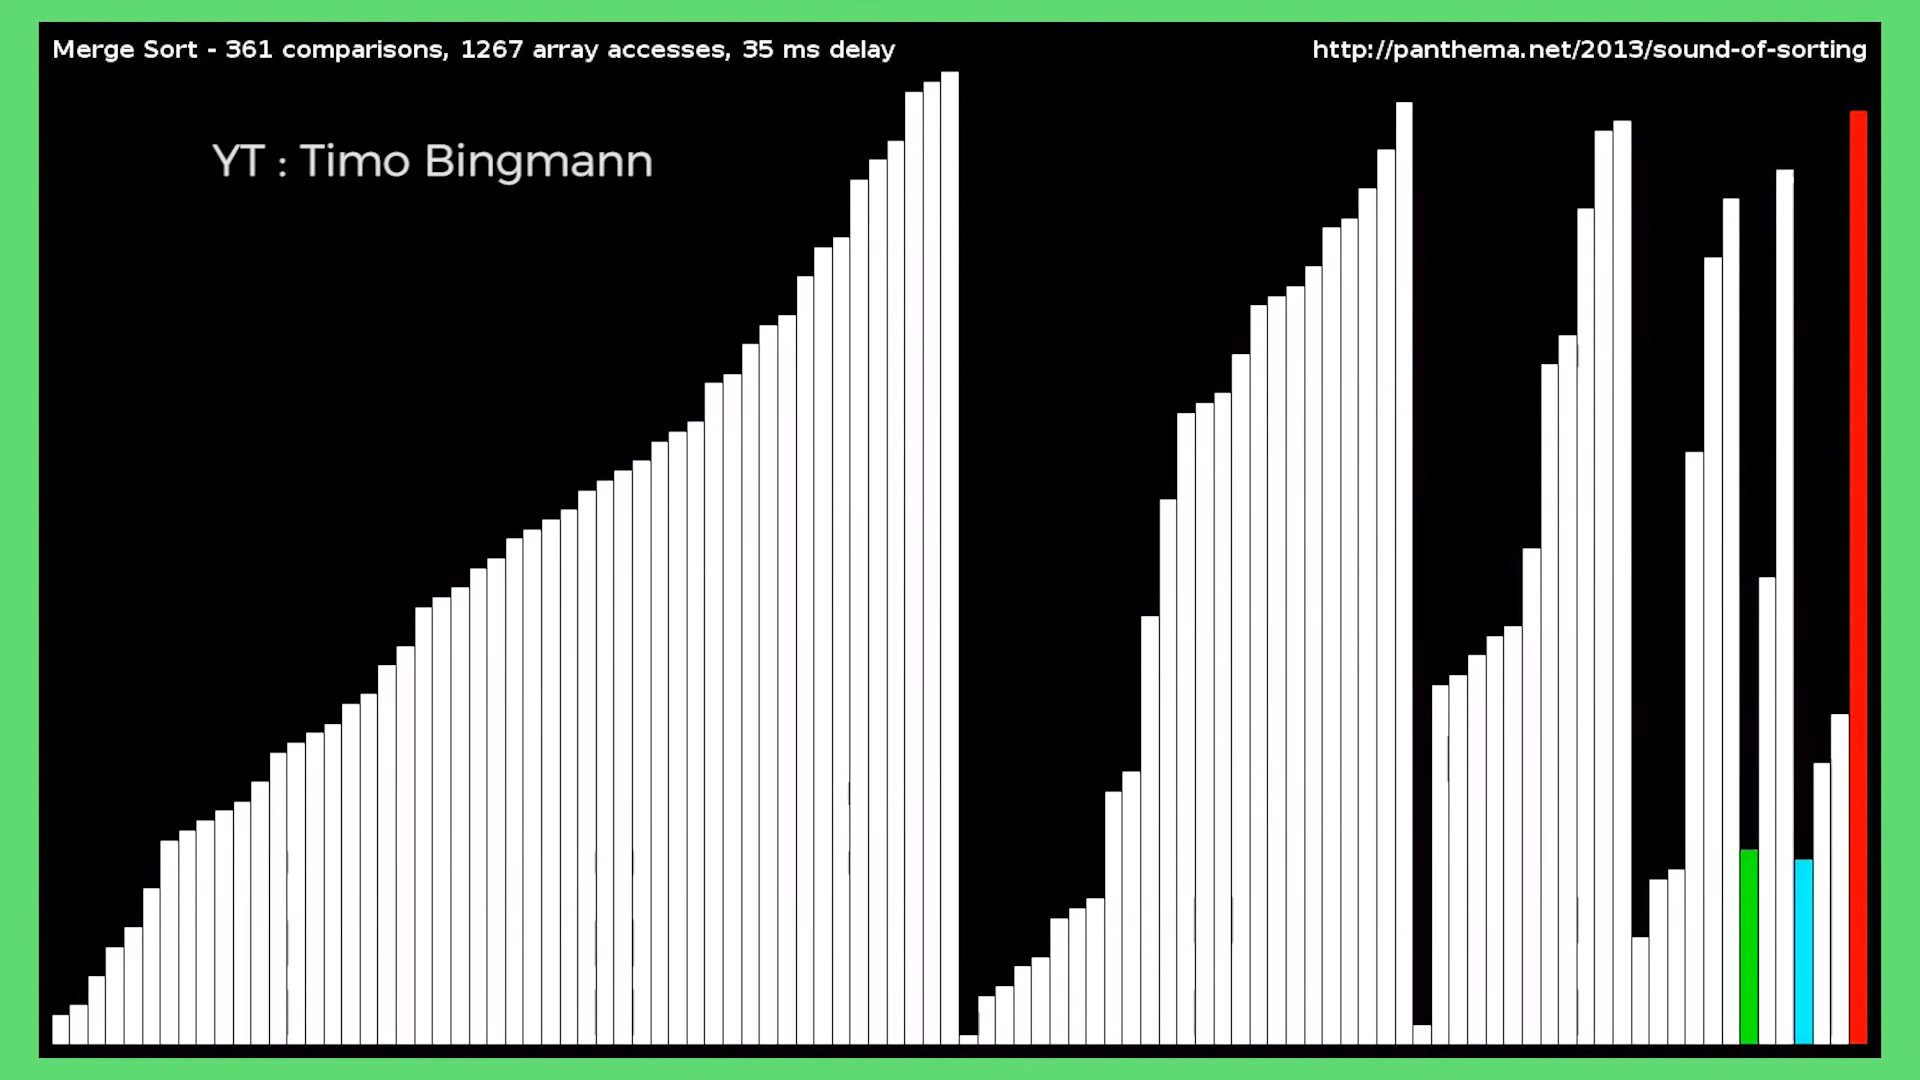 Merge Sort - 361 comparisons, 1267 array accesses, 35 ms delay
http://panthema.net/2013/sound-of-sorting
YT : Timo Bingmann